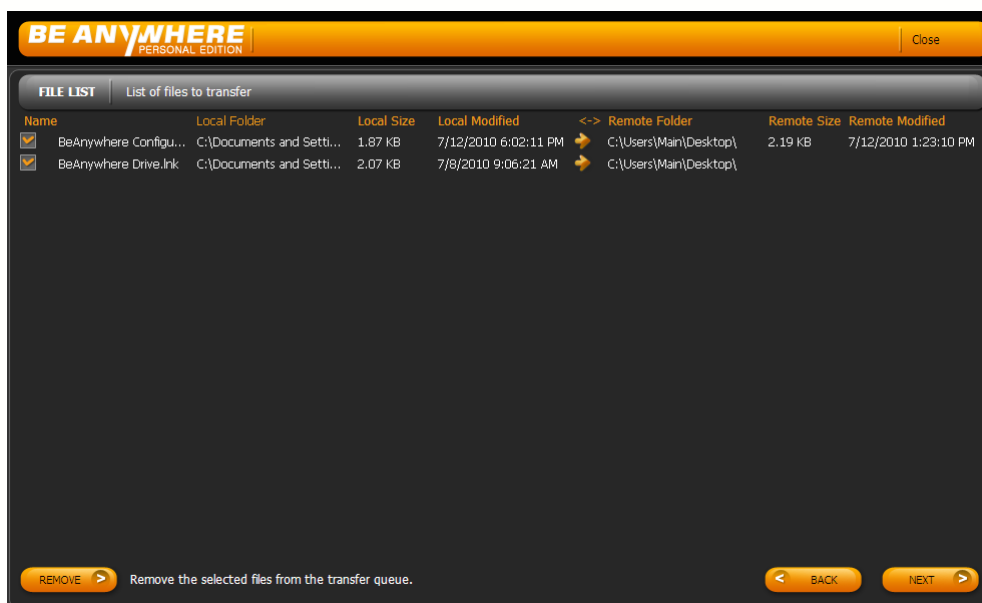 BE ANYWHERE
PERSONAL EDITION
Close
FILE LIST List of files to transfer
Name Local Folder Local Size Local Modified <-> Remote Folder Remote Size Remote Modified
BeAnywhere Configu... C:\Documents and Setti... 1.87 KB 7/12/2010 6:02:11 PM C:\Users\Main\Desktop\ 2.19 KB 7/12/2010 1:23:10 PM
BeAnywhere Drive.lnk C:\Documents and Setti... 2.07 KB 7/8/2010 9:06:21 AM C:\Users\Main\Desktop\
REMOVE > Remove the selected files from the transfer queue. < BACK NEXT >